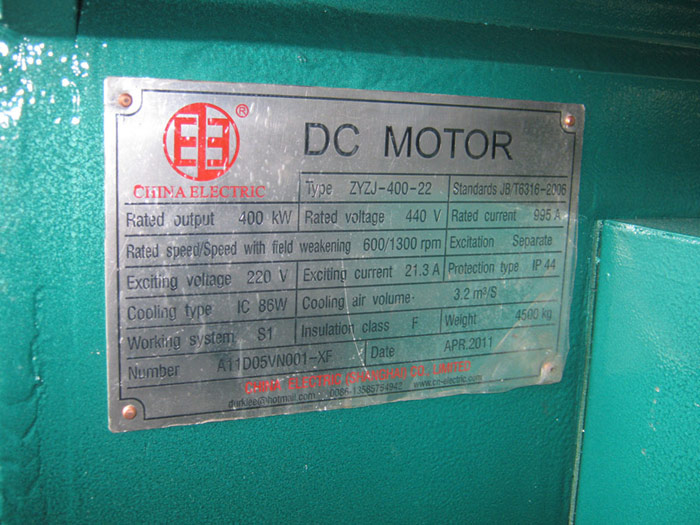 ®
DC MOTOR
CHINA ELECTRIC
Type ZYZJ-400-22 Standards JB/T6316-2006
Rated output 400 kW Rated voltage 440 V Rated current 995 A
Rated speed/Speed with field weakening 600/1300 rpm Excitation Separate
Exciting voltage 220 V Exciting current 21.3 A Protection type IP 44
Cooling type IC 86W Cooling air volume· 3.2 m³/S
Working system S1 Insulation class F Weight 4500 kg
Number A11D05VN001-XF Date APR.2011
CHINA ELECTRIC (SHANGHAI) CO., LIMITED
www.cn-electric.com